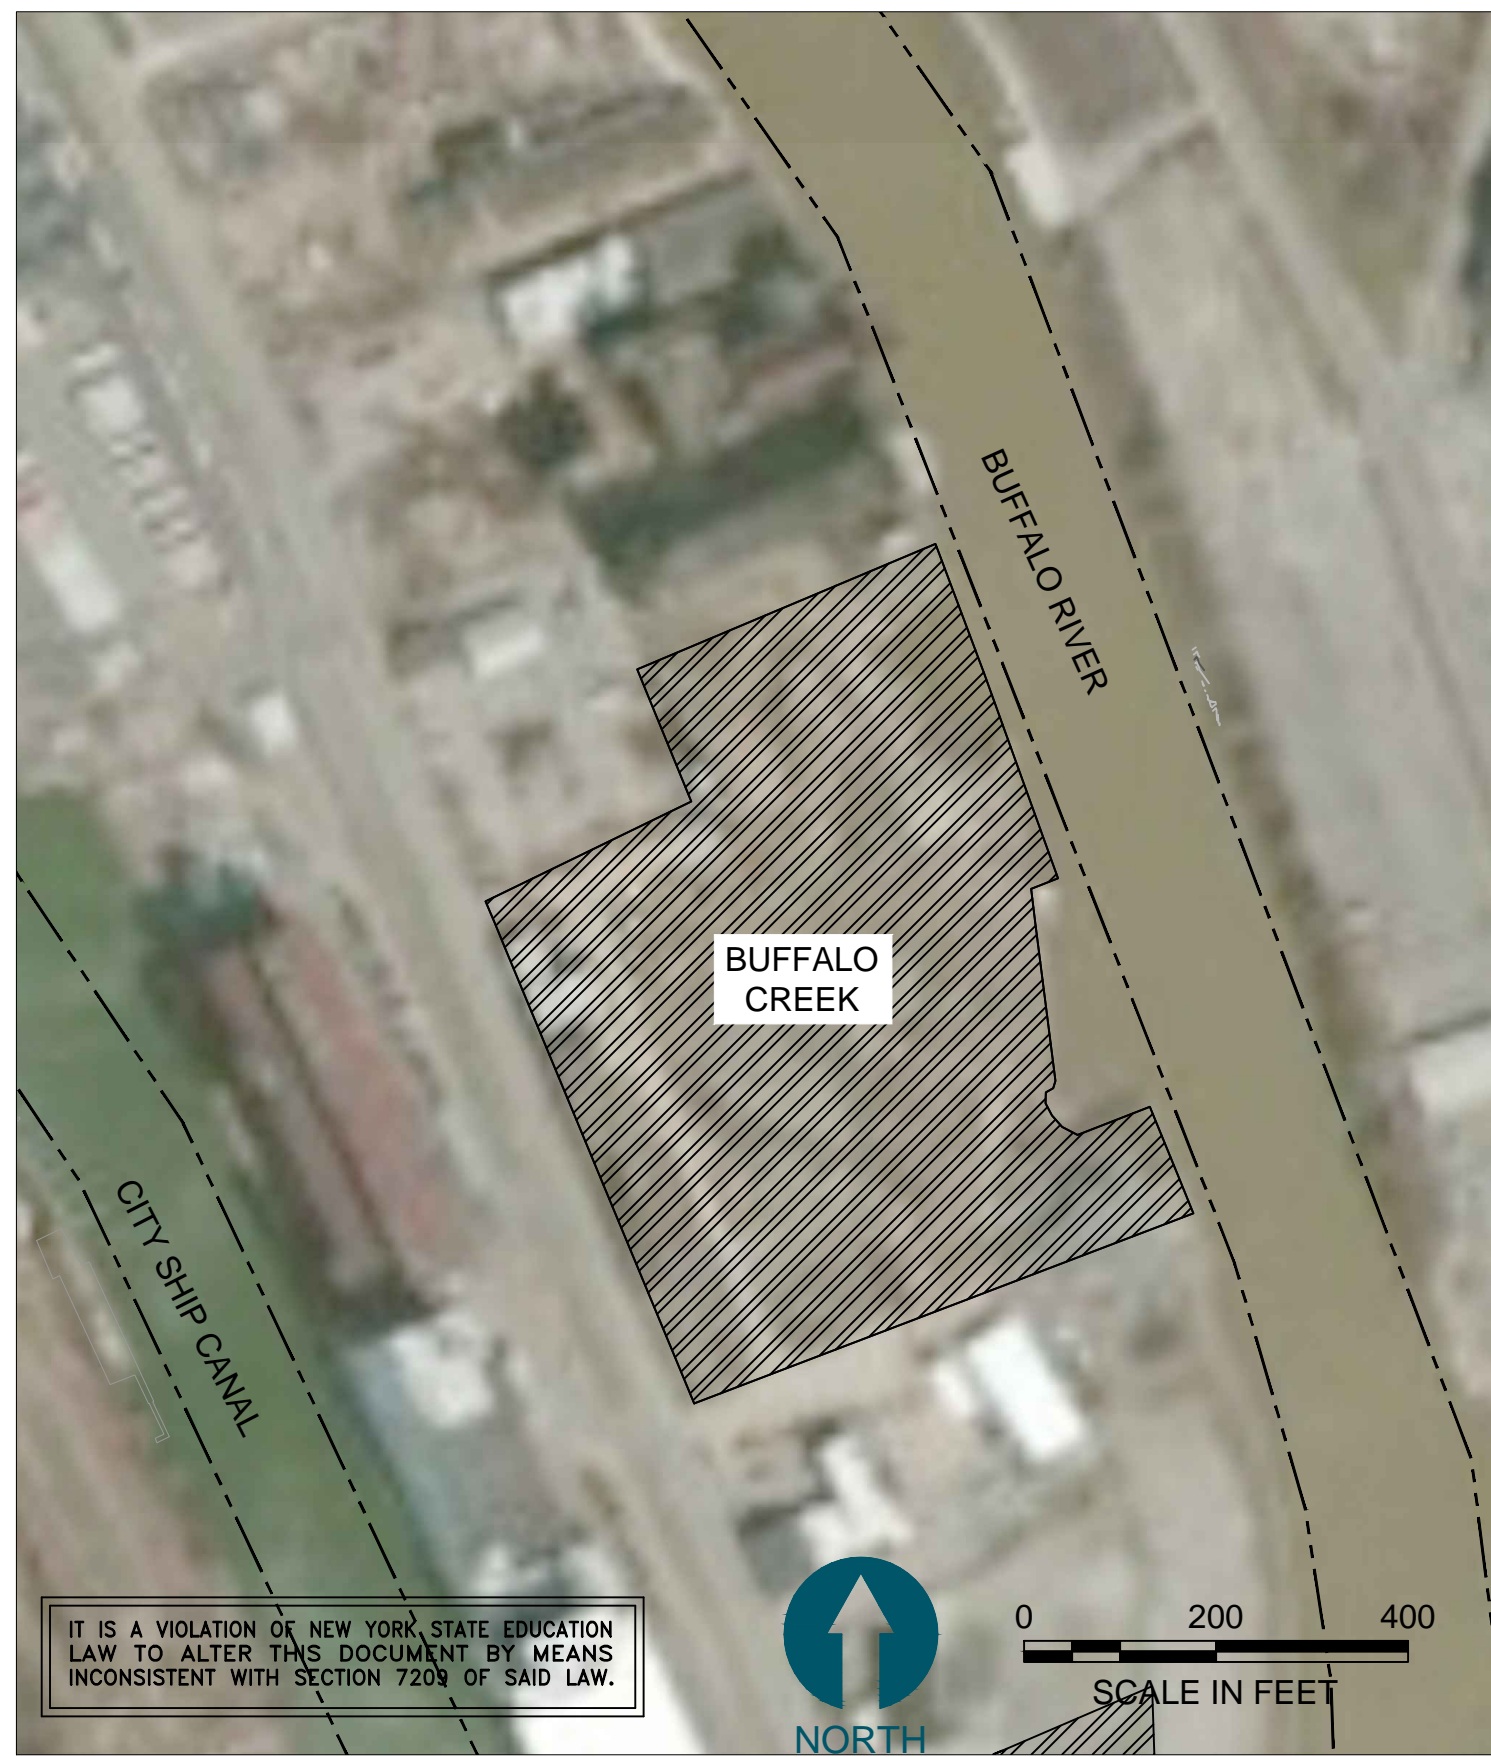 BUFFALO RIVER
BUFFALO
CREEK
CITY SHIP CANAL
IT IS A VIOLATION OF NEW YORK STATE EDUCATION
LAW TO ALTER THIS DOCUMENT BY MEANS
INCONSISTENT WITH SECTION 7209 OF SAID LAW.
NORTH
0 200 400
SCALE IN FEET